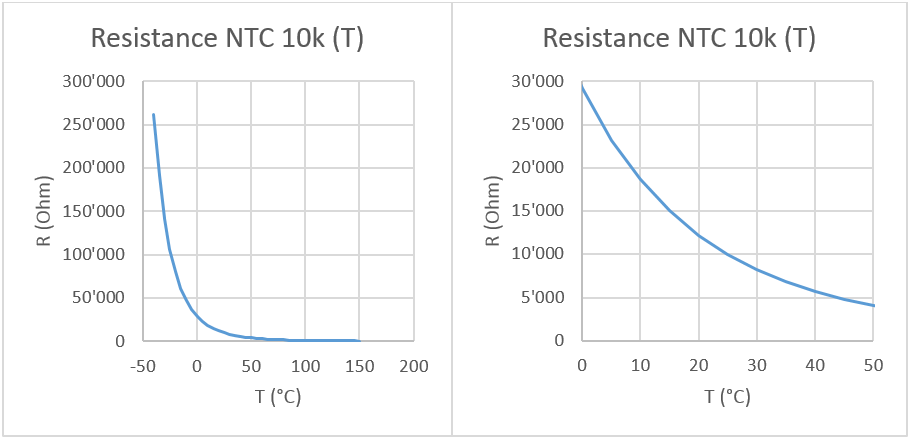 Resistance NTC 10k (T)
300'000
250'000
200'000
150'000
100'000
50'000
0
R (Ohm)
-50 0 50 100 150 200
T (°C)
Resistance NTC 10k (T)
30'000
25'000
20'000
15'000
10'000
5'000
0
R (Ohm)
0 10 20 30 40 50
T (°C)